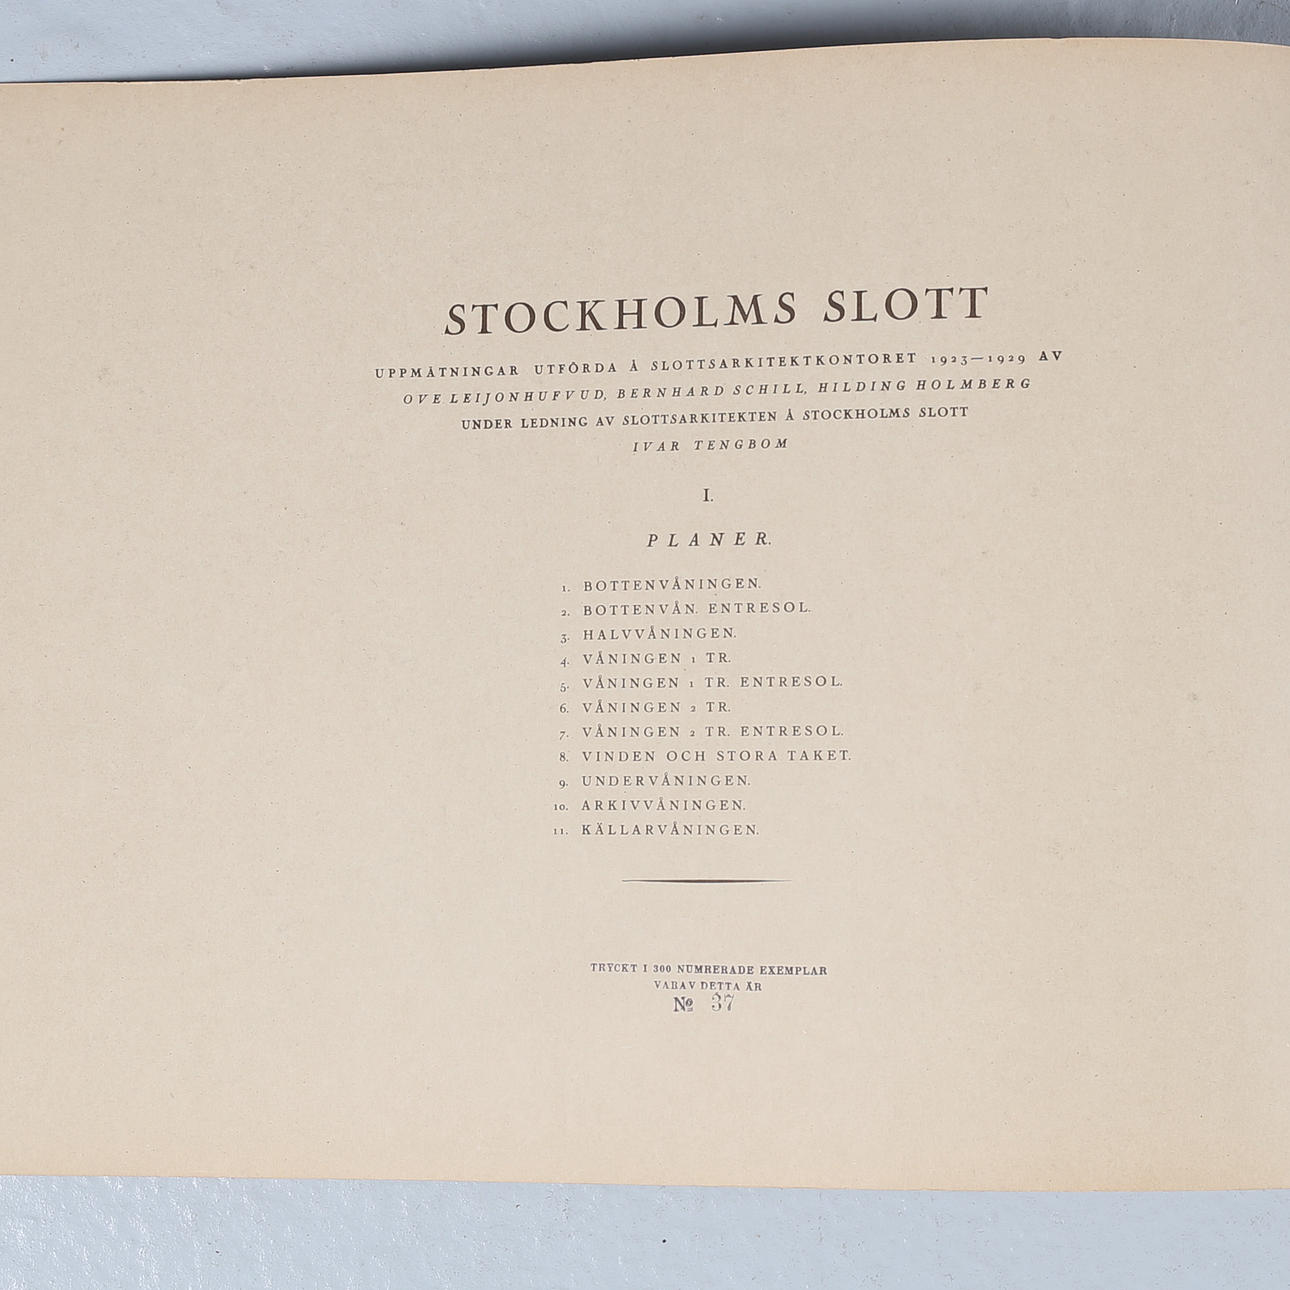 STOCKHOLMS SLOTT
UPPMÄTNINGAR UTFÖRDA Å SLOTTSARKITEKTKONTORET 1923—1929 AV
OVE LEIJONHUFVUD, BERNHARD SCHILL, HILDING HOLMBERG
UNDER LEDNING AV SLOTTSARKITEKTEN Å STOCKHOLMS SLOTT
IVAR TENGBOM
I.
PLANER.
1. BOTTENVÅNINGEN.
2. BOTTENVÅN. ENTRESOL.
3. HALVVÅNINGEN.
4. VÅNINGEN 1 TR.
5. VÅNINGEN 1 TR. ENTRESOL.
6. VÅNINGEN 2 TR.
7. VÅNINGEN 2 TR. ENTRESOL.
8. VINDEN OCH STORA TAKET.
9. UNDERVÅNINGEN.
10. ARKIVVÅNINGEN.
11. KÄLLARVÅNINGEN.
TRYCKT I 300 NUMRERADE EXEMPLAR
VARAV DETTA ÄR
№ 37